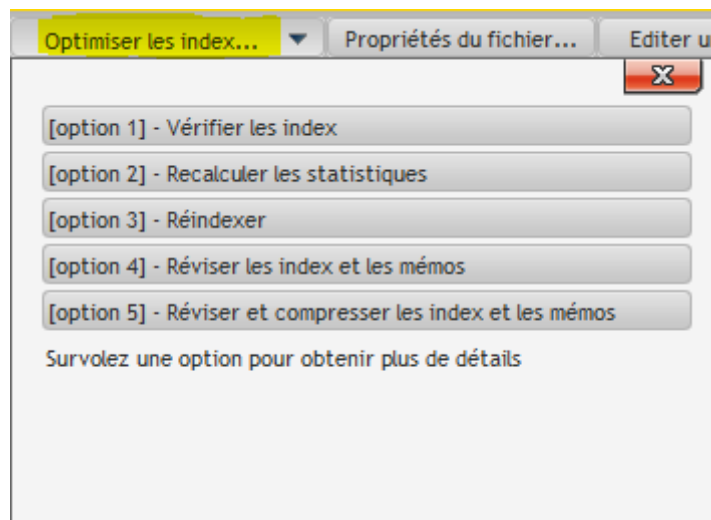 Optimiser les index... Propriétés du fichier... Editer
[option 1] - Vérifier les index
[option 2] - Recalculer les statistiques
[option 3] - Réindexer
[option 4] - Réviser les index et les mémos
[option 5] - Réviser et compresser les index et les mémos
Survolez une option pour obtenir plus de détails